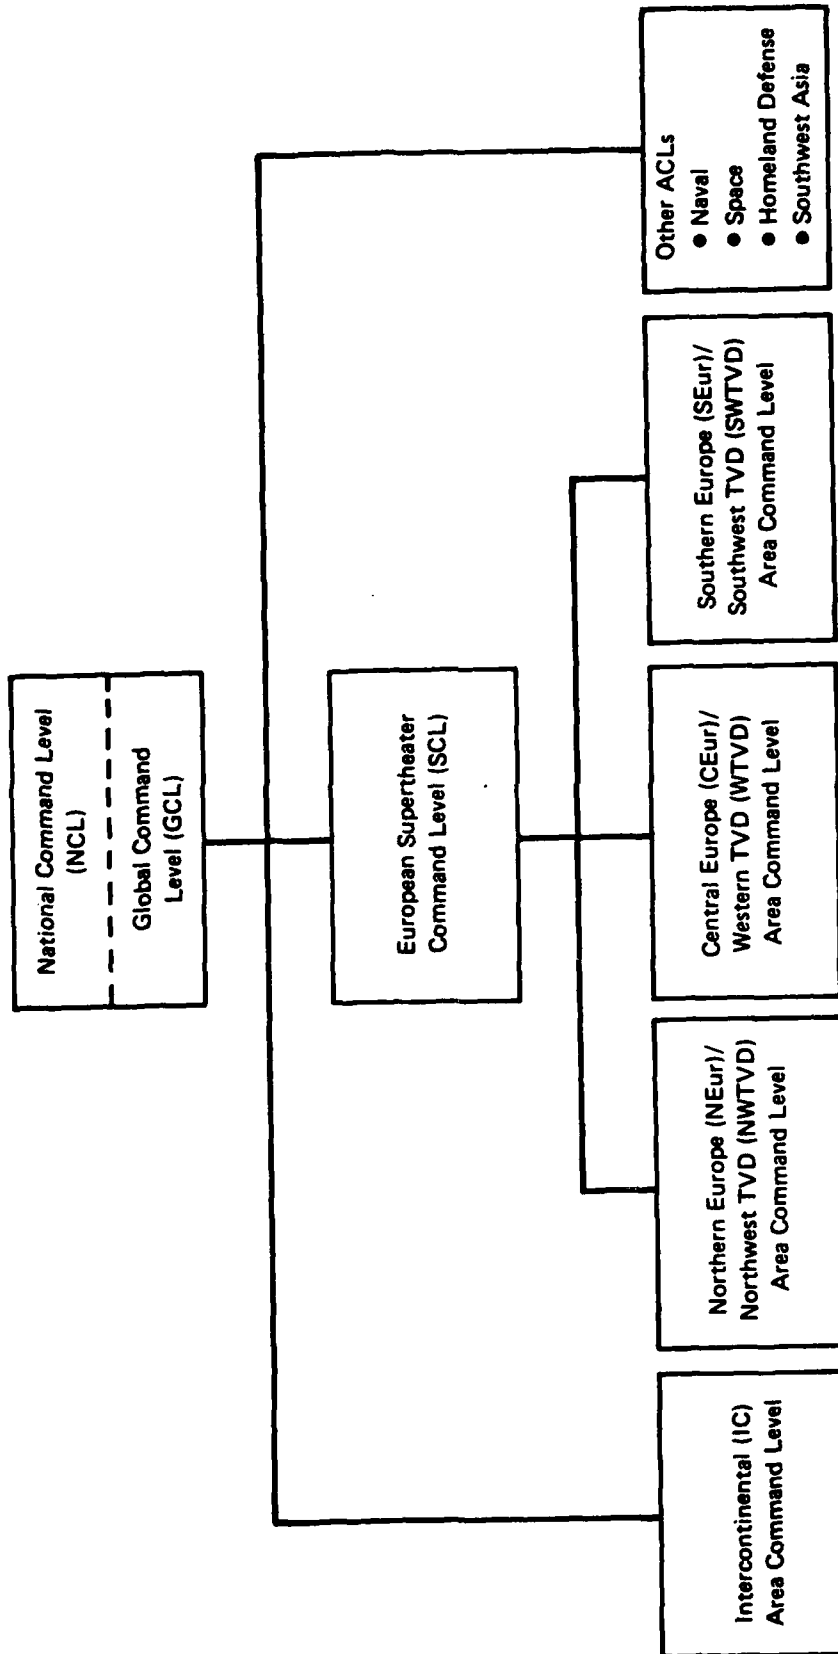 National Command Level
(NCL)
Global Command
Level (GCL)
European Supertheater
Command Level (SCL)
Intercontinental (IC)
Area Command Level
Northern Europe (NEur)/
Northwest TVD (NWTVD)
Area Command Level
Central Europe (CEur)/
Western TVD (WTVD)
Area Command Level
Southern Europe (SEur)/
Southwest TVD (SWTVD)
Area Command Level
Other ACLs
● Naval
● Space
● Homeland Defense
● Southwest Asia